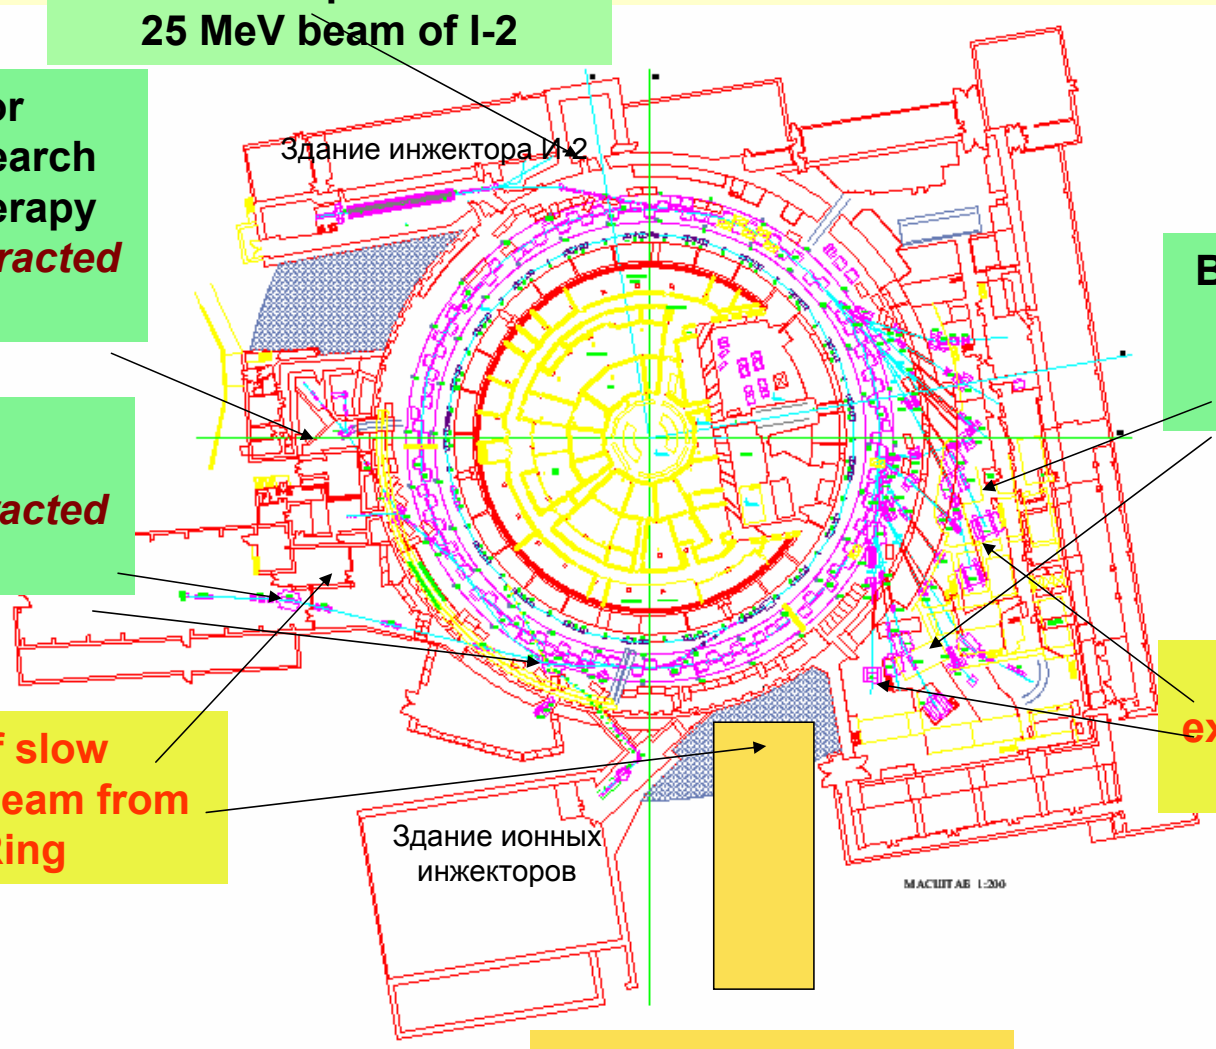 25 MeV beam of I-2
or
earch
erapy
racted
Здание инжектора И-2
B
acted
ex
f slow
eam from
Ring
Здание ионных
инжекторов
МАСШТАБ 1:200